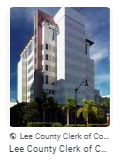 Lee County Clerk of Co...
Lee County Clerk of C...